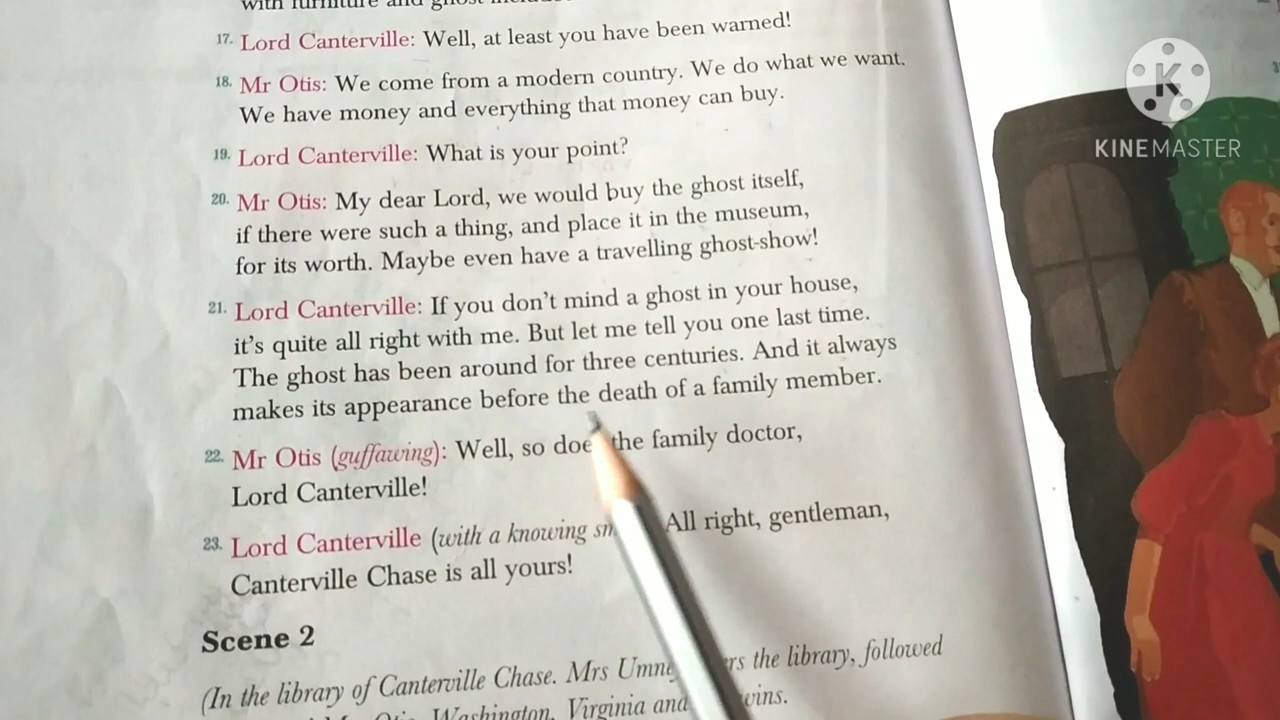 with furniture and ghost
17. Lord Canterville: Well, at least you have been warned!
18. Mr Otis: We come from a modern country. We do what we want.
We have money and everything that money can buy.
19. Lord Canterville: What is your point?
20. Mr Otis: My dear Lord, we would buy the ghost itself,
if there were such a thing, and place it in the museum,
for its worth. Maybe even have a travelling ghost-show!
21. Lord Canterville: If you don't mind a ghost in your house,
it's quite all right with me. But let me tell you one last time.
The ghost has been around for three centuries. And it always
makes its appearance before the death of a family member.
22. Mr Otis (guffawing): Well, so does the family doctor,
Lord Canterville!
23. Lord Canterville (with a knowing All right, gentleman,
Canterville Chase is all yours!
Scene 2
(In the library of Canterville Chase. Mrs the library, followed
Washington, Virginia and
KINEMASTER